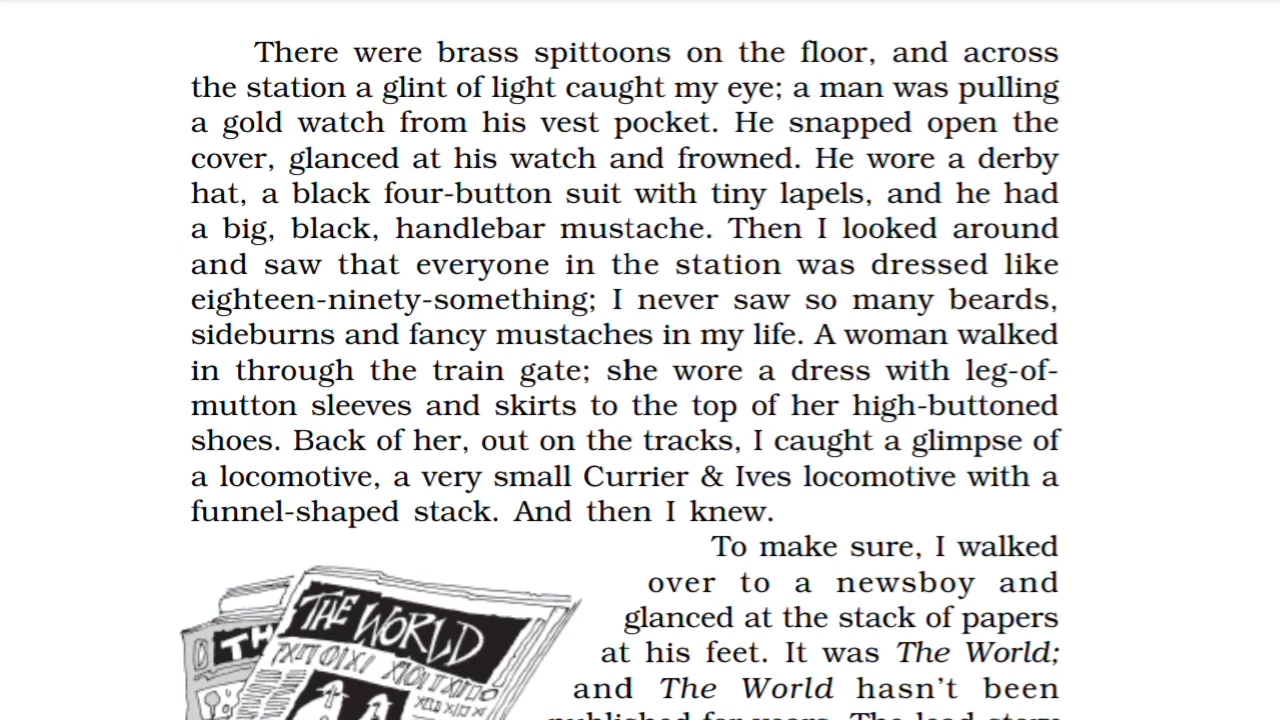 There were brass spittoons on the floor, and across
the station a glint of light caught my eye; a man was pulling
a gold watch from his vest pocket. He snapped open the
cover, glanced at his watch and frowned. He wore a derby
hat, a black four-button suit with tiny lapels, and he had
a big, black, handlebar mustache. Then I looked around
and saw that everyone in the station was dressed like
eighteen-ninety-something; I never saw so many beards,
sideburns and fancy mustaches in my life. A woman walked
in through the train gate; she wore a dress with leg-of-
mutton sleeves and skirts to the top of her high-buttoned
shoes. Back of her, out on the tracks, I caught a glimpse of
a locomotive, a very small Currier & Ives locomotive with a
funnel-shaped stack. And then I knew.
To make sure, I walked
over to a newsboy and
glanced at the stack of papers
at his feet. It was The World;
and The World hasn't been
published for years. The lead story
THE WORLD
TH